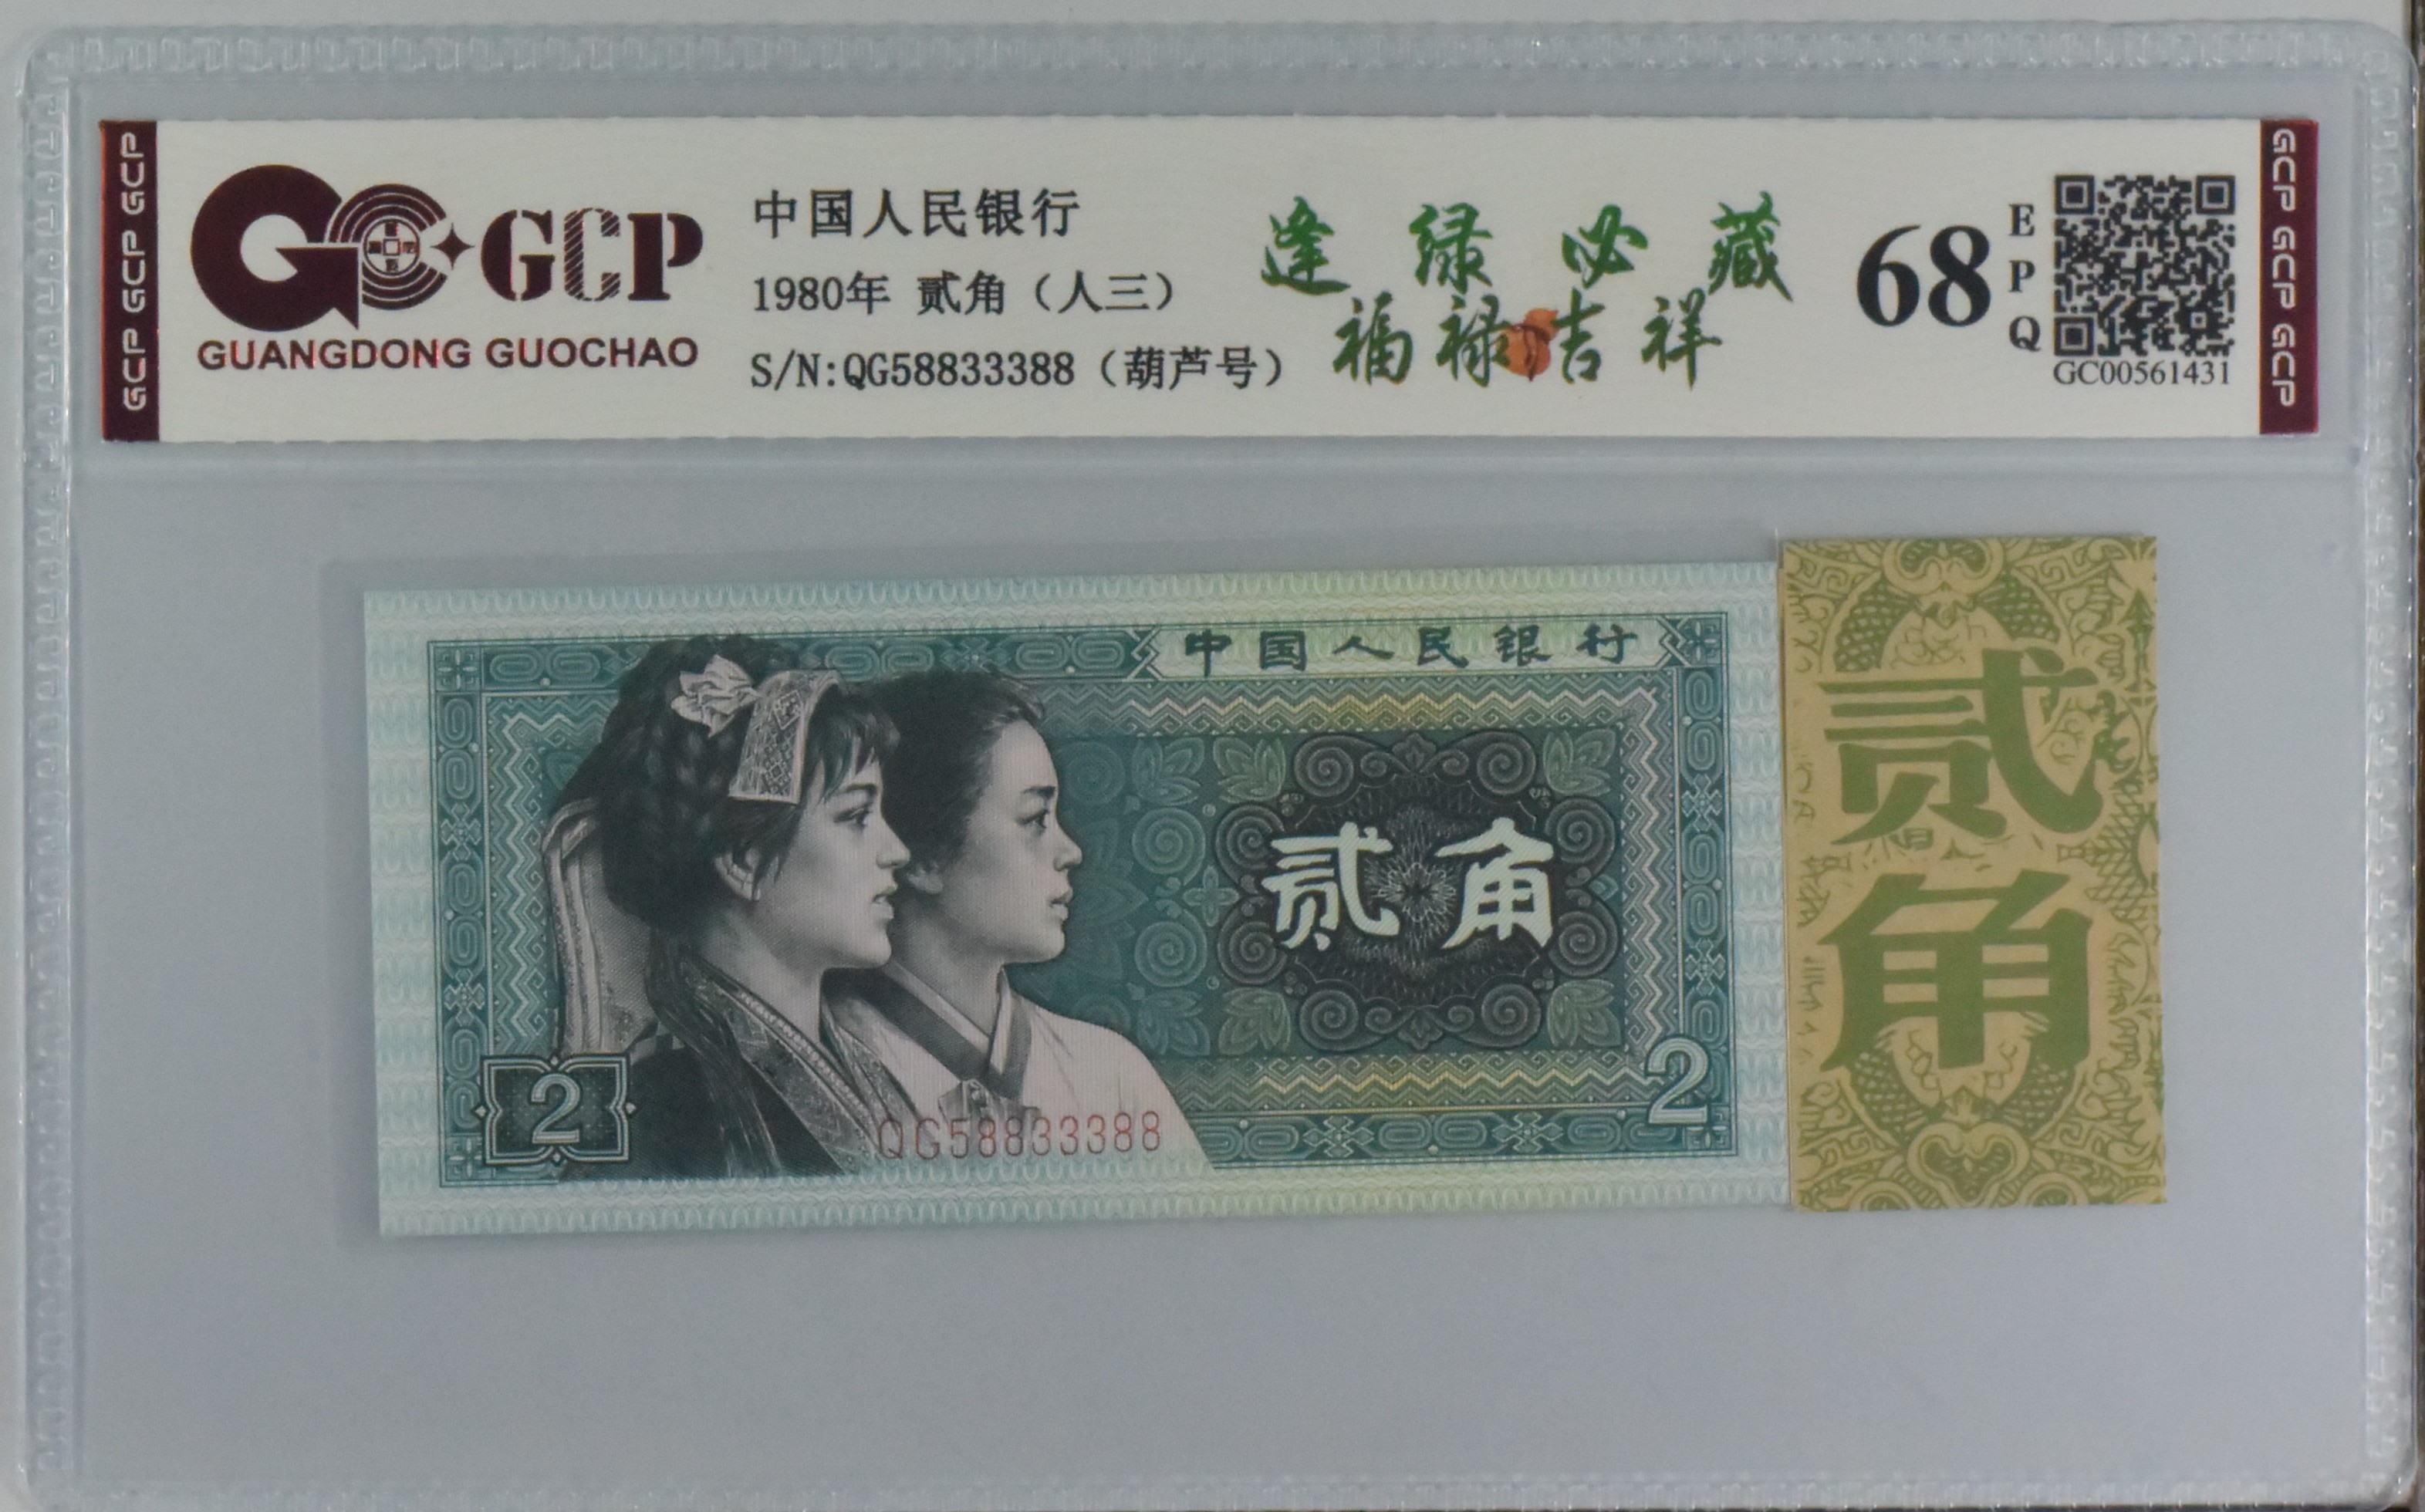 GCP GCP GCP
GCP
GUANGDONG GUOCHAO
中国人民银行
1980年 贰角（人三）
S/N:QG58833388（葫芦号）
逢绿必藏
福禄吉祥
68
EPQ
GC00561431
GCP GCP GCP
中国人民银行
贰角
2
2
QG58833388
贰角